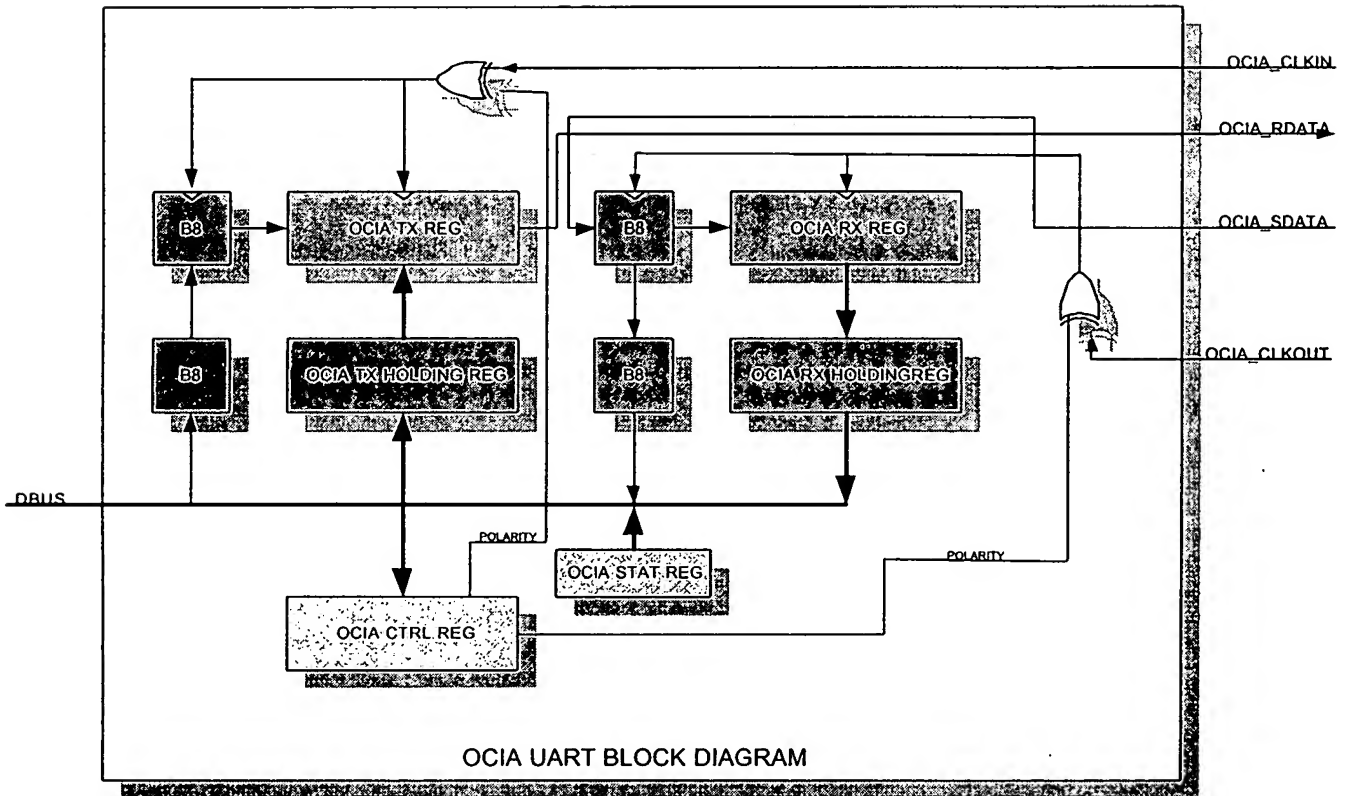 OCIA_CLKIN
OCIA_RDATA
B8
OCIA TX REG
B8
OCIA RX REG
OCIA_SDATA
OCIA_CLKOUT
B8
OCIA TX HOLDING REG
B8
OCIA RX HOLDINGREG
DBUS
POLARITY
POLARITY
OCIA STAT REG
OCIA CTRL REG
OCIA UART BLOCK DIAGRAM